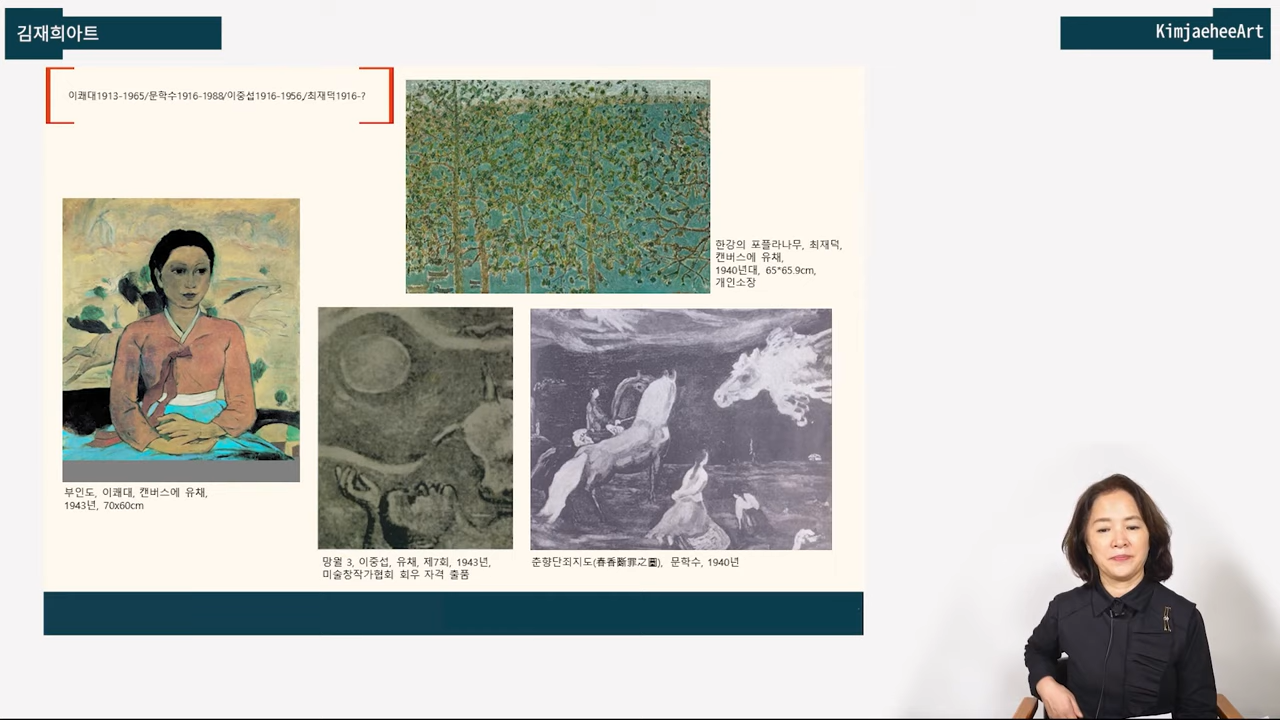 김재희아트
KimjaeheeArt
이쾌대1913-1965/문학수1916-1988/이중섭1916-1956,/최재덕1916-?
한강의 포플라나무, 최재덕,
캔버스에 유채,
1940년대, 65*65.9cm,
개인소장
부인도, 이쾌대, 캔버스에 유채,
1943년, 70x60cm
망월 3, 이중섭, 유채, 제7회, 1943년,
미술창작가협회 회우 자격 출품
춘향단죄지도(春香斷罪之圖), 문학수, 1940년